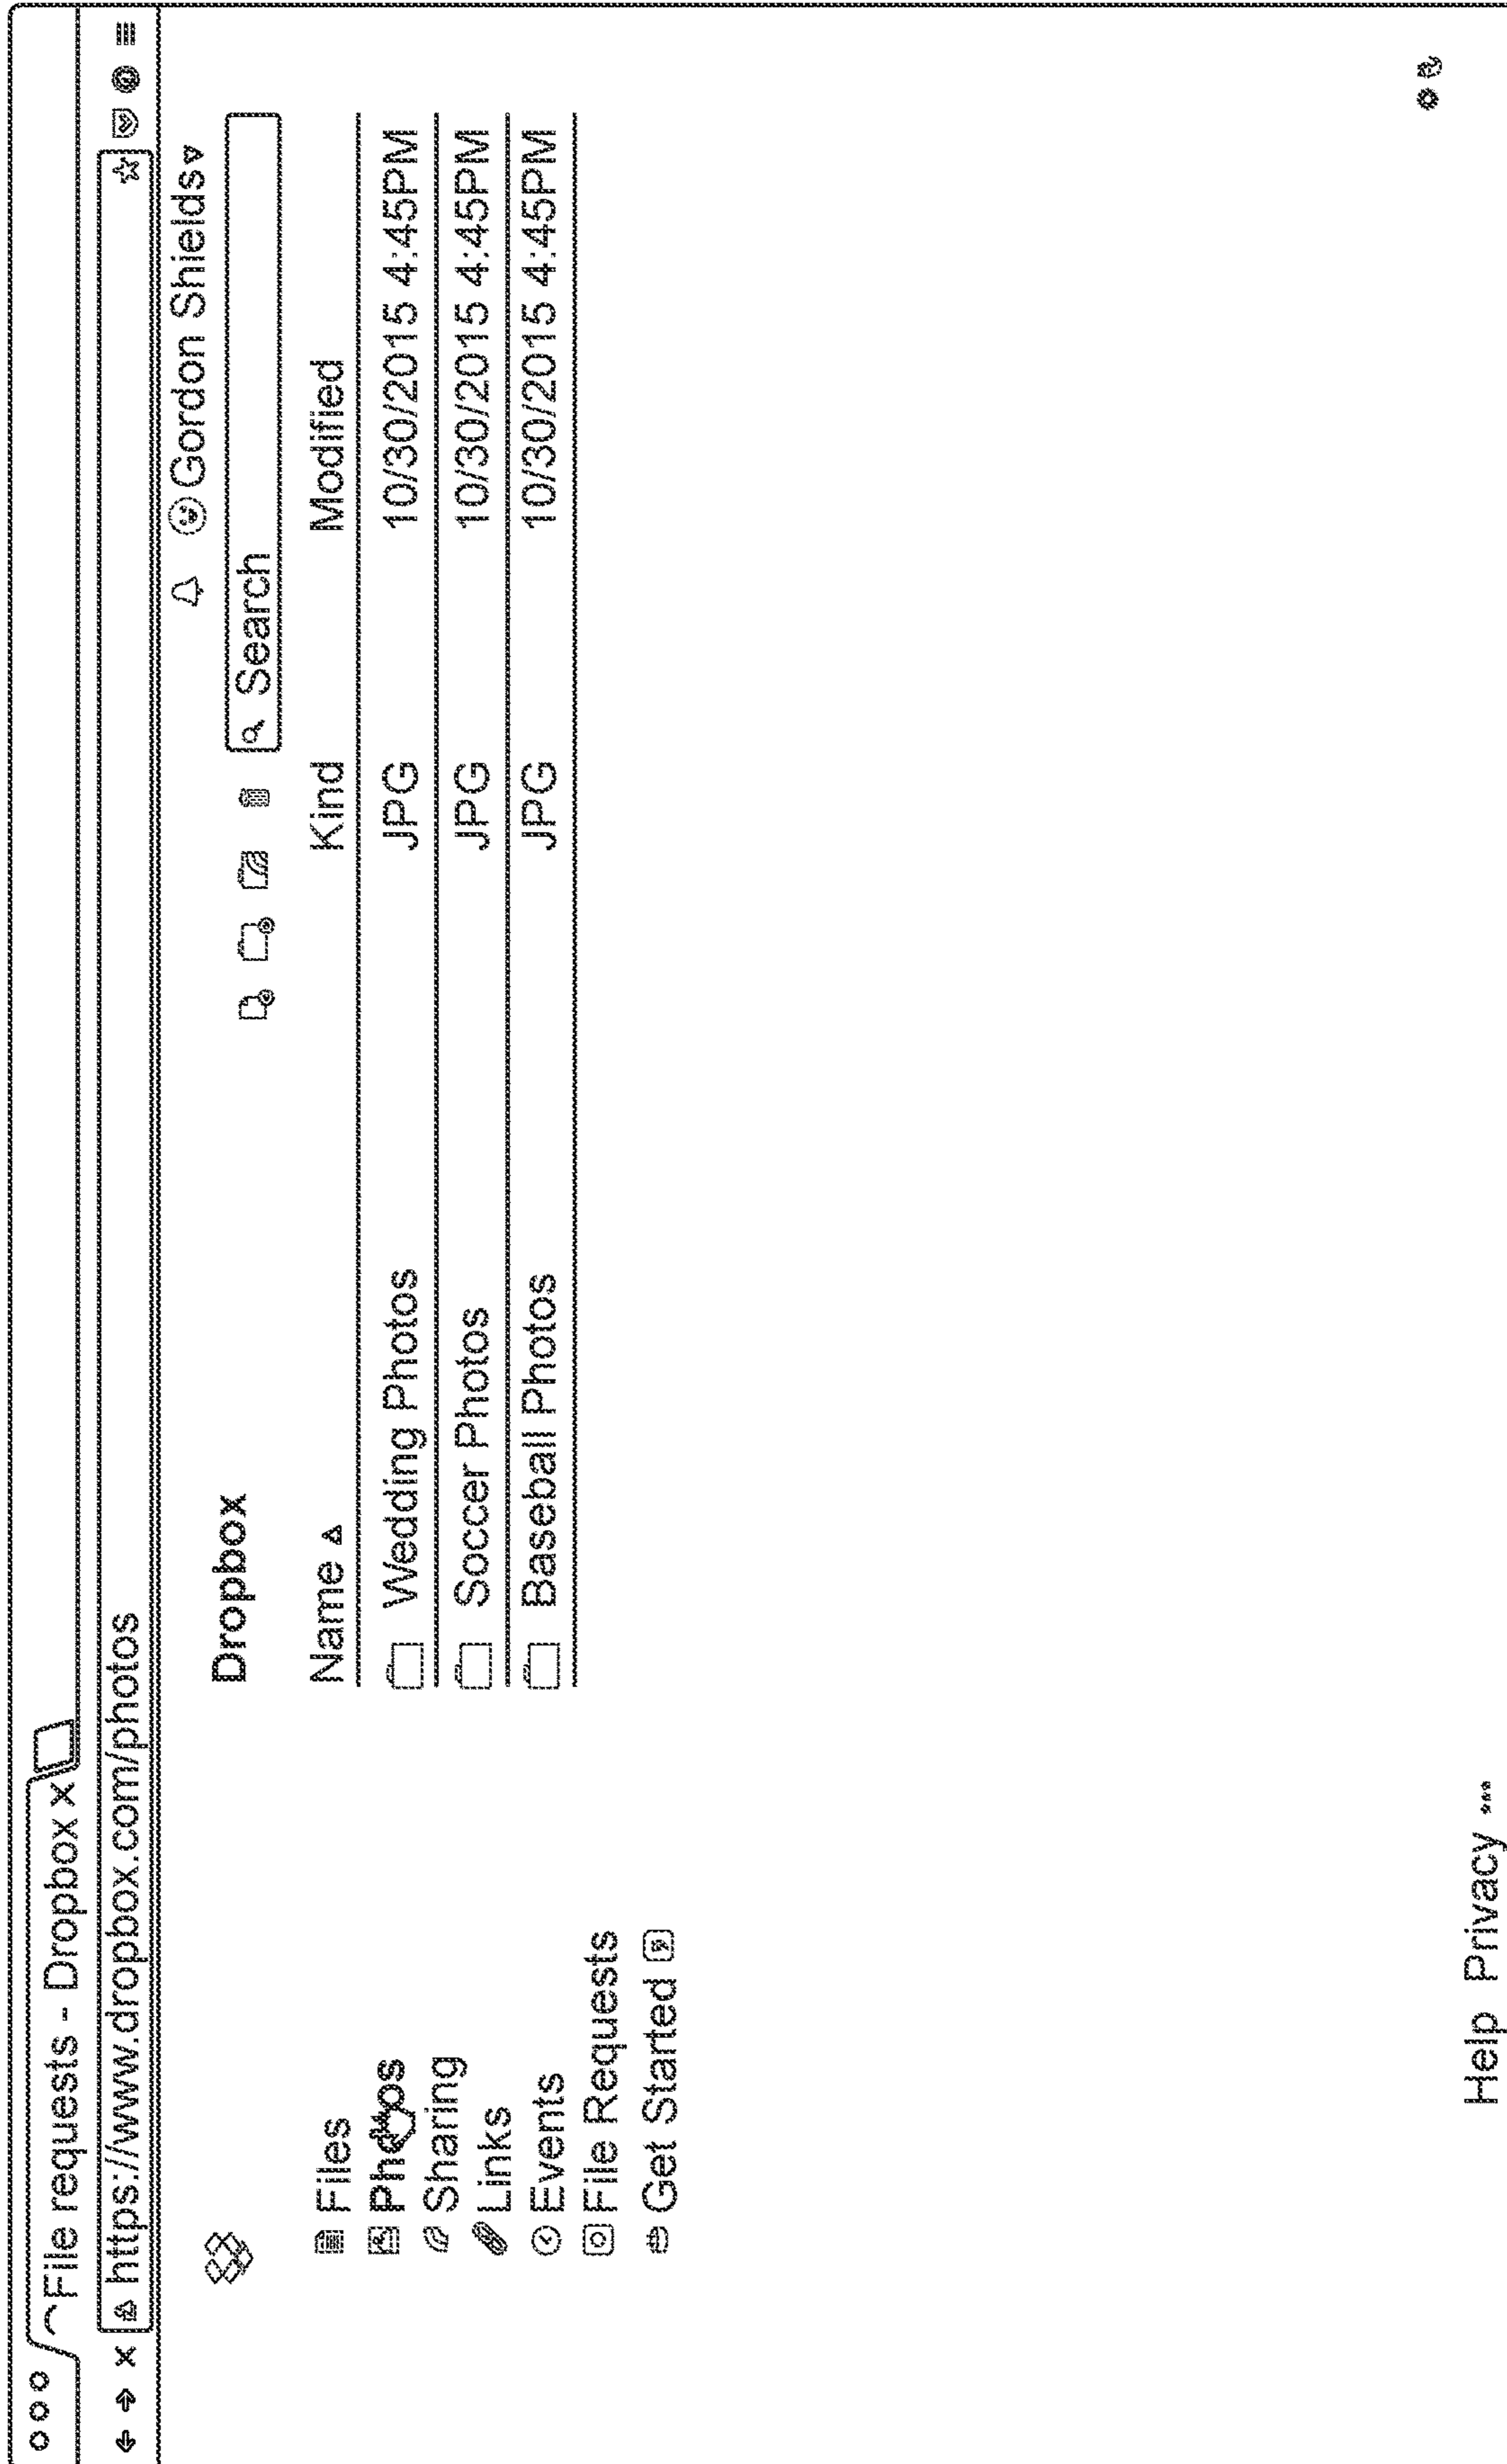 File requests - Dropbox x
https://www.dropbox.com/photos
Gordon Shields
Dropbox
Search
Name Kind Modified
Wedding Photos JPG 10/30/2015 4:45PM
Soccer Photos JPG 10/30/2015 4:45PM
Baseball Photos JPG 10/30/2015 4:45PM
Files
Photos
Sharing
Links
Events
File Requests
Get Started
Help Privacy ...